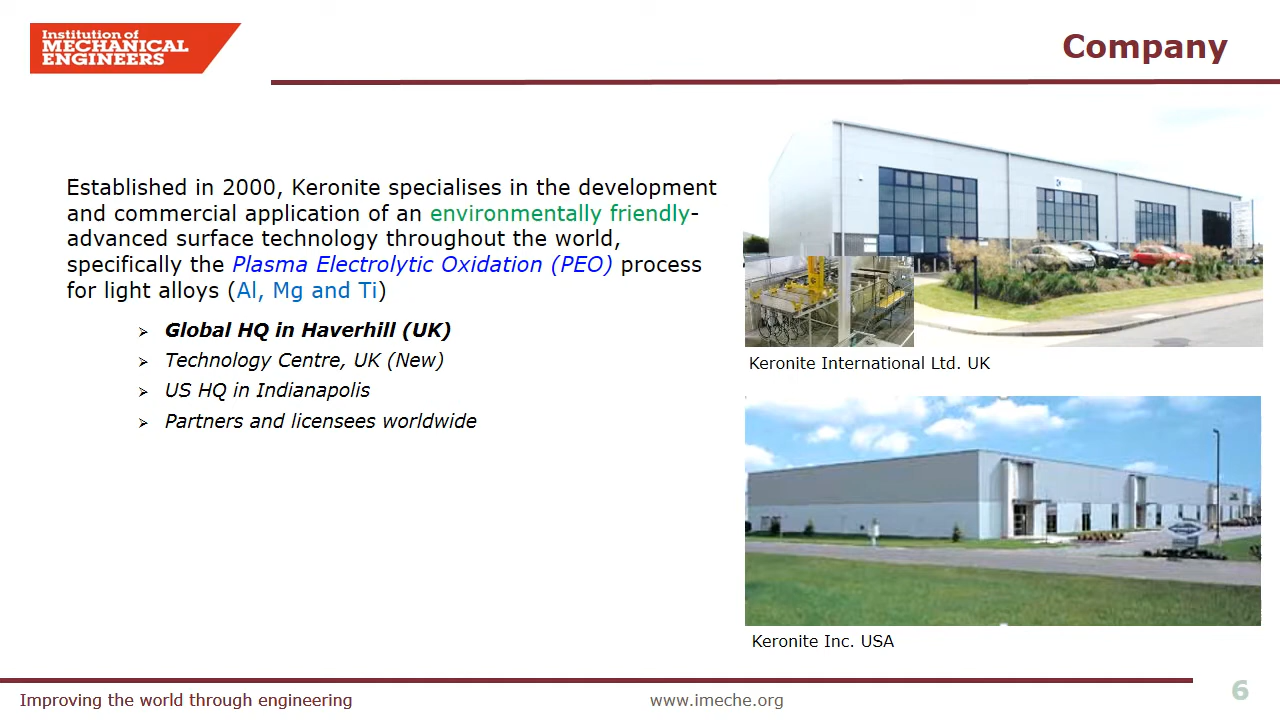 Institution of
MECHANICAL
ENGINEERS
Company
Established in 2000, Keronite specialises in the development
and commercial application of an environmentally friendly-
advanced surface technology throughout the world,
specifically the Plasma Electrolytic Oxidation (PEO) process
for light alloys (Al, Mg and Ti)
Global HQ in Haverhill (UK)
Technology Centre, UK (New)
US HQ in Indianapolis
Partners and licensees worldwide
Keronite International Ltd. UK
Keronite Inc. USA
Improving the world through engineering
www.imeche.org
6